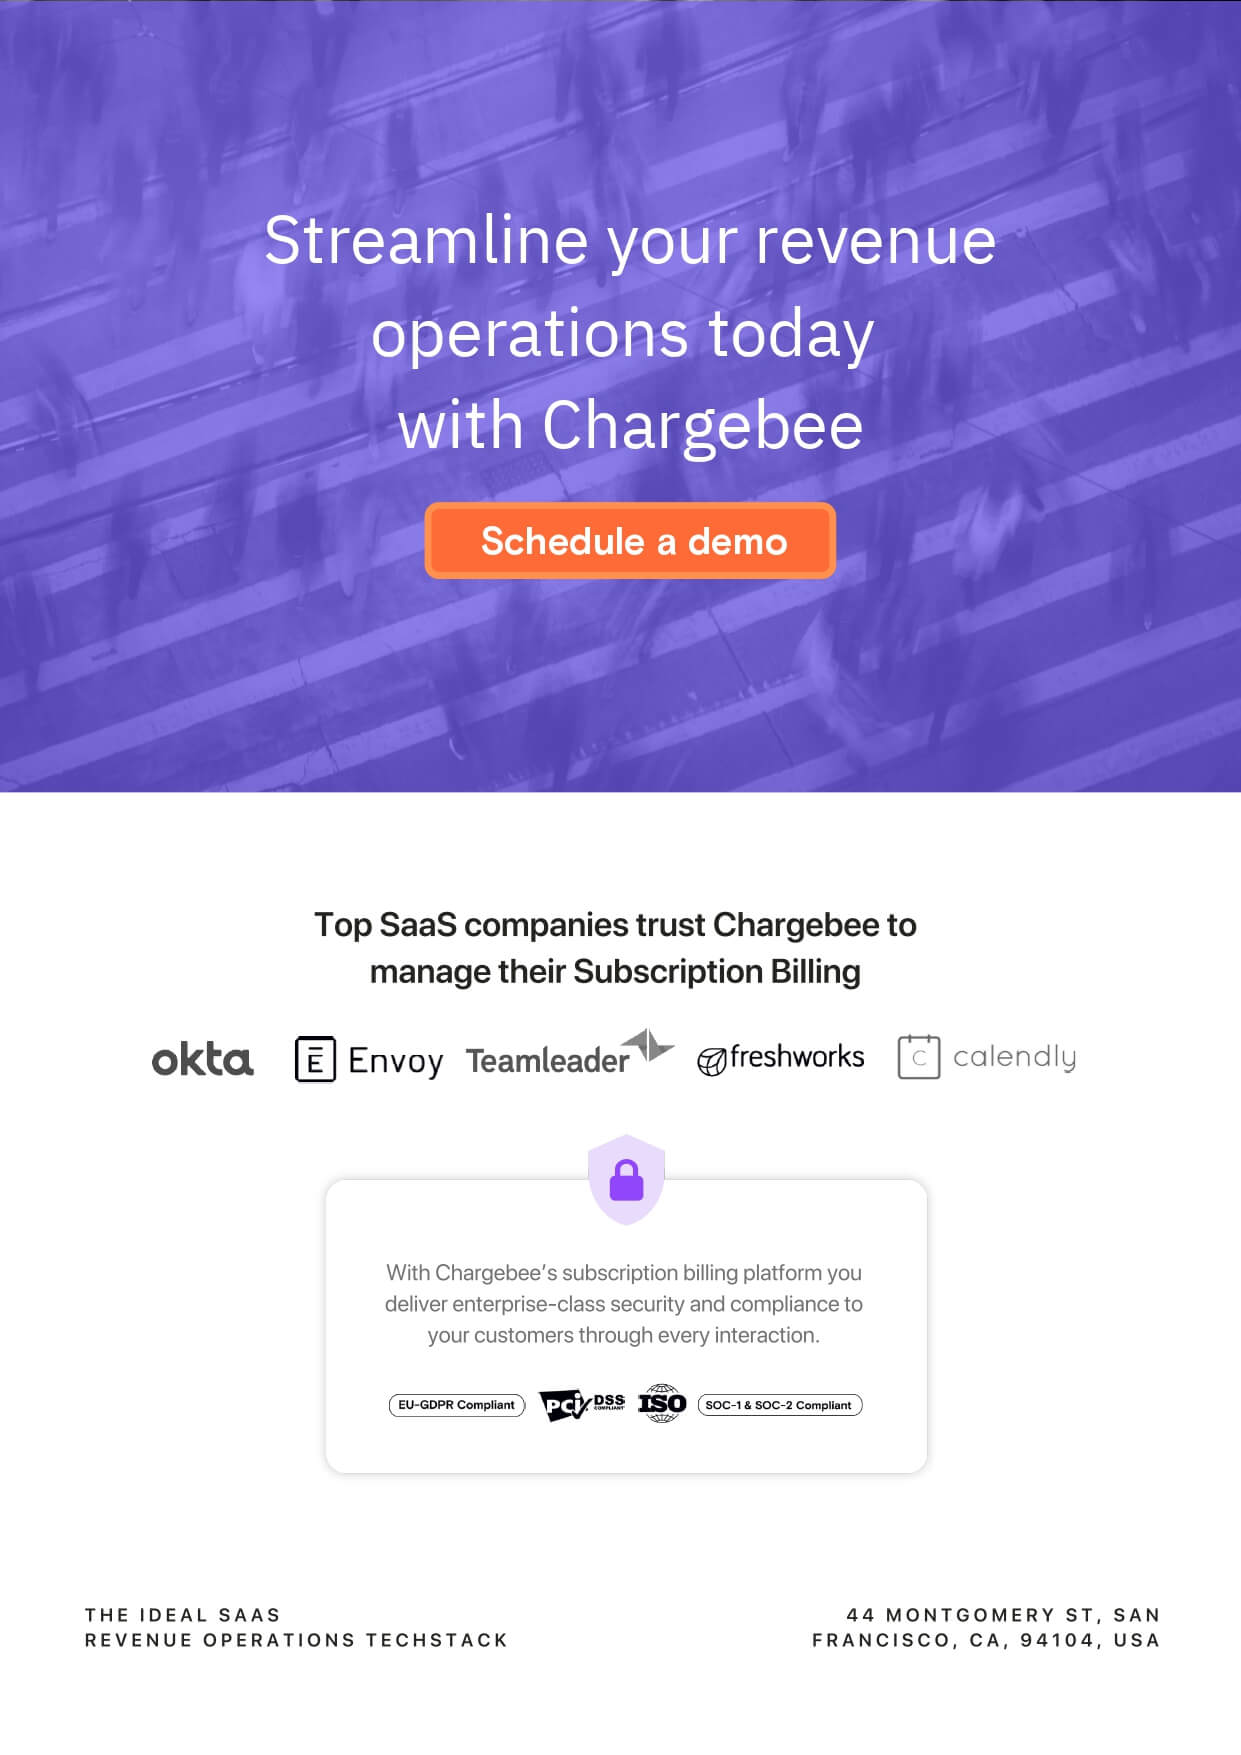 Streamline your revenue
operations today
with Chargebee
Schedule a demo
Top SaaS companies trust Chargebee to
manage their Subscription Billing
okta
E Envoy
Teamleader
freshworks
C calendly
With Chargebee's subscription billing platform you
deliver enterprise-class security and compliance to
your customers through every interaction.
EU-GDPR Compliant
PCI DSS COMPLIANT
ISO
SOC-1 & SOC-2 Compliant
THE IDEAL SAAS
REVENUE OPERATIONS TECHSTACK
44 MONTGOMERY ST, SAN
FRANCISCO, CA, 94104, USA